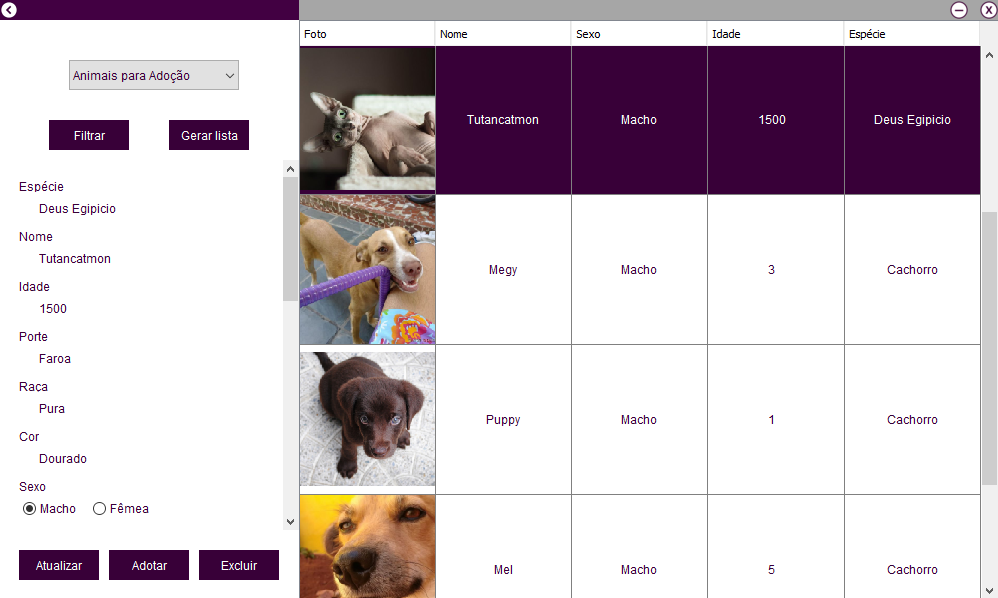 Animais para Adoção
Filtrar
Gerar lista
Espécie
Deus Egipicio
Nome
Tutancatmon
Idade
1500
Porte
Faroa
Raca
Pura
Cor
Dourado
Sexo
Macho Fêmea
Atualizar Adotar Excluir
Foto Nome Sexo Idade Espécie
Tutancatmon Macho 1500 Deus Egipicio
Megy Macho 3 Cachorro
Puppy Macho 1 Cachorro
Mel Macho 5 Cachorro